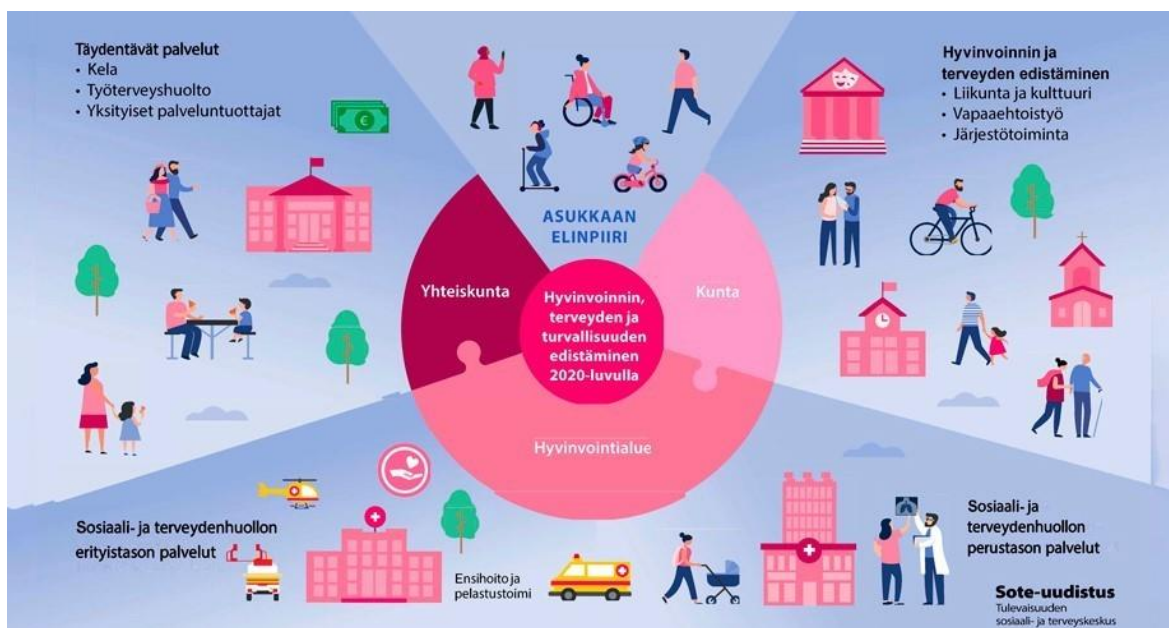 Täydentävät palvelut
• Kela
• Työterveyshuolto
• Yksityiset palveluntuottajat
Hyvinvoinnin ja
terveyden edistäminen
• Liikunta ja kulttuuri
• Vapaaehtoistyö
• Järjestötoiminta
ASUKKAAN
ELINPIIRI
Yhteiskunta
Hyvinvoinnin,
terveyden ja
turvallisuuden
edistäminen
2020-luvulla
Kunta
Hyvinvointialue
Sosiaali- ja terveydenhuollon
erityistason palvelut
Ensihoito ja
pelastustoimi
Sosiaali- ja
terveydenhuollon
perustason palvelut
Sote-uudistus
Tulevaisuuden
sosiaali- ja terveyskeskus